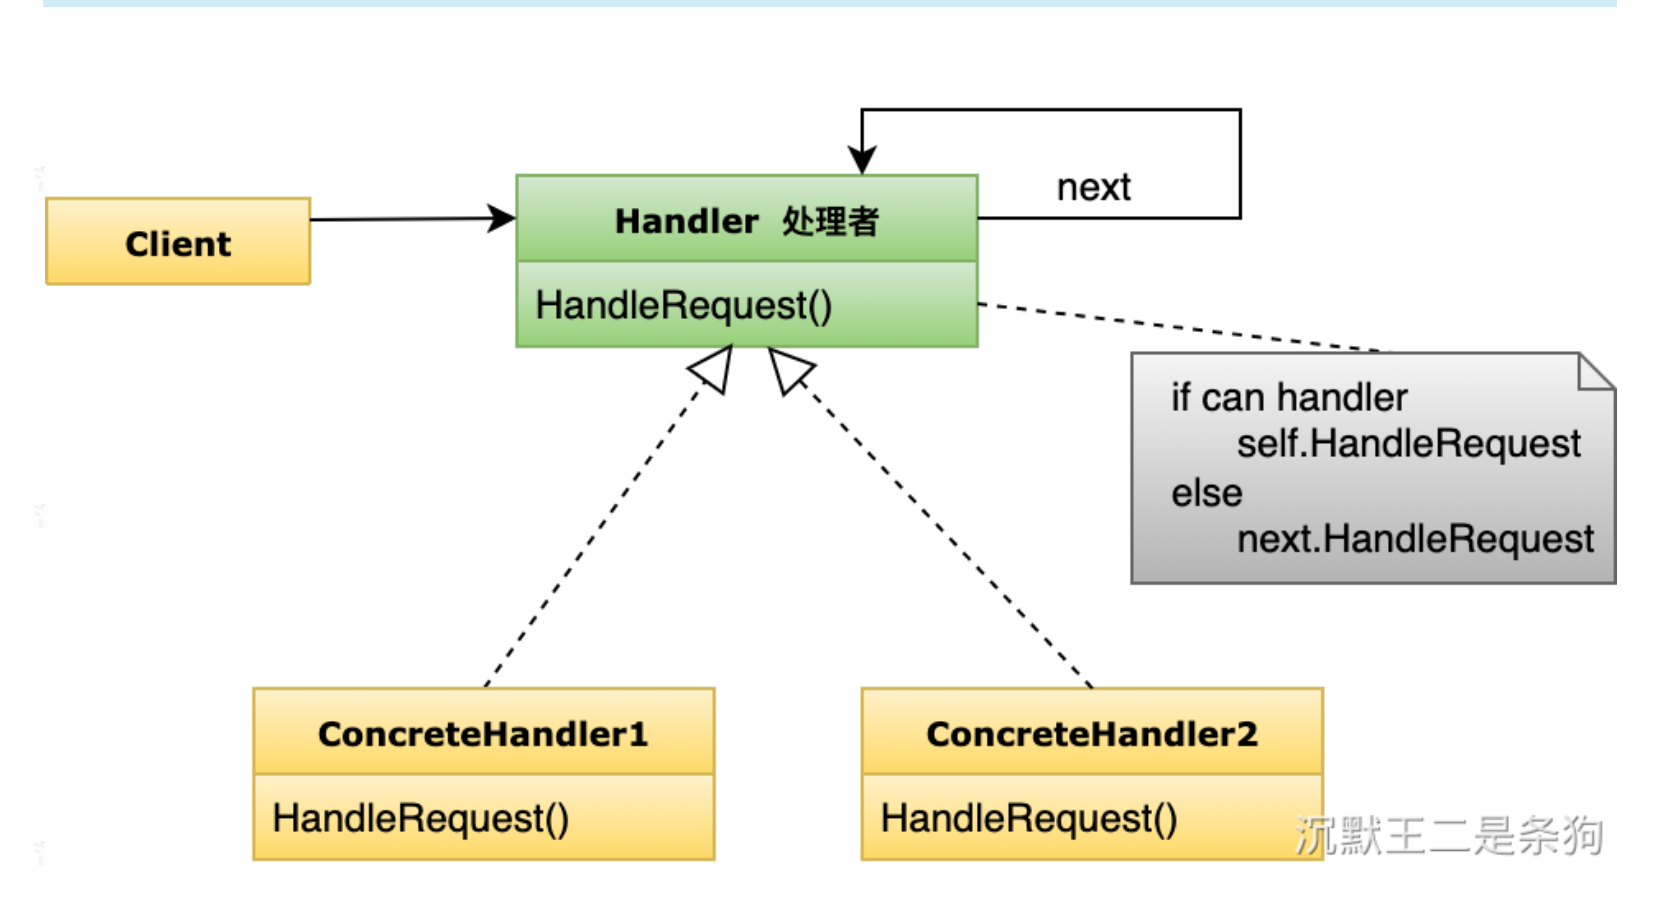 next
Handler 处理者
Client
HandleRequest()
if can handler
self.HandleRequest
else
next.HandleRequest
ConcreteHandler1
HandleRequest()
ConcreteHandler2
HandleRequest()
沉默王二是条狗